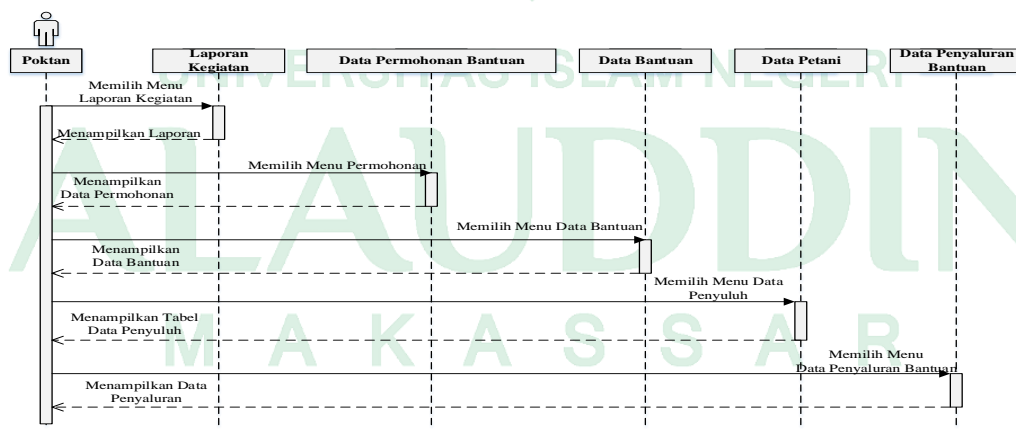 Poktan
Laporan
Kegiatan
Data Permohonan Bantuan
Data Bantuan
Data Petani
Data Penyaluran
Bantuan
UNIVERSITAS ISLAM NEGERI
Memilih Menu
Laporan Kegiatan
Menampilkan Laporan
ALAUDDIN
Memilih Menu Permohonan
Menampilkan
Data Permohonan
Memilih Menu Data Bantuan
Menampilkan
Data Bantuan
Memilih Menu Data
Penyuluh
Menampilkan Tabel
Data Penyuluh
MAKASSAR
Memilih Menu
Data Penyaluran Bantuan
Menampilkan Data
Penyaluran